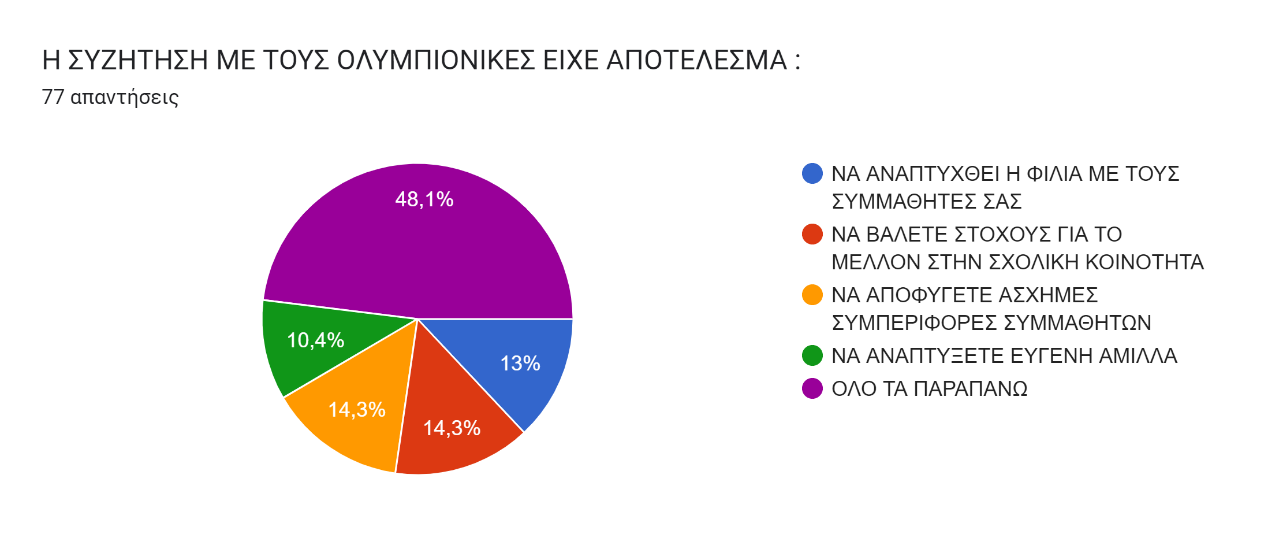 Η ΣΥΖΗΤΗΣΗ ΜΕ ΤΟΥΣ ΟΛΥΜΠΙΟΝΙΚΕΣ ΕΙΧΕ ΑΠΟΤΕΛΕΣΜΑ :
77 απαντήσεις
48,1%
10,4%
13%
14,3%
14,3%
ΝΑ ΑΝΑΠΤΥΧΘΕΙ Η ΦΙΛΙΑ ΜΕ ΤΟΥΣ
ΣΥΜΜΑΘΗΤΕΣ ΣΑΣ
ΝΑ ΒΑΛΕΤΕ ΣΤΟΧΟΥΣ ΓΙΑ ΤΟ
ΜΕΛΛΟΝ ΣΤΗΝ ΣΧΟΛΙΚΗ ΚΟΙΝΟΤΗΤΑ
ΝΑ ΑΠΟΦΥΓΕΤΕ ΑΣΧΗΜΕΣ
ΣΥΜΠΕΡΙΦΟΡΕΣ ΣΥΜΜΑΘΗΤΩΝ
ΝΑ ΑΝΑΠΤΥΞΕΤΕ ΕΥΓΕΝΗ ΑΜΙΛΛΑ
ΟΛΟ ΤΑ ΠΑΡΑΠΑΝΩ